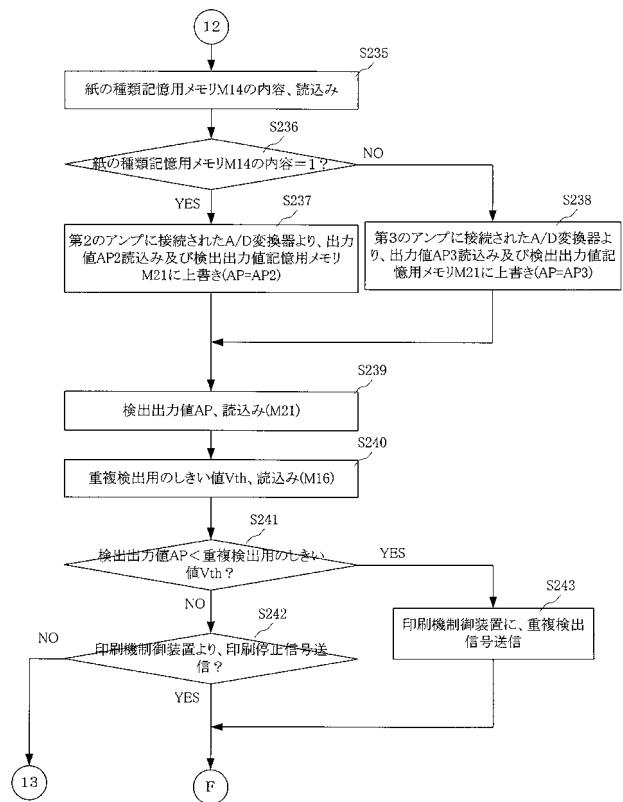 12
S235
紙の種類記憶用メモリM14の内容、読込み
S236
紙の種類記憶用メモリM14の内容＝1？
NO
YES
S237
第2のアンプに接続されたA/D変換器より、出力
値AP2読込み及び検出出力値記憶用メモリ
M21に上書き(AP=AP2)
S238
第3のアンプに接続されたA/D変換器よ
り、出力値AP3読込み及び検出出力値記
憶用メモリM21に上書き(AP=AP3)
S239
検出出力値AP、読込み(M21)
S240
重複検出用のしきい値Vth、読込み(M16)
S241
検出出力値AP＜重複検出用のしきい
値Vth？
YES
NO
S243
印刷機制御装置に、重複検出
信号送信
S242
印刷機制御装置より、印刷停止信号送
信？
NO
YES
13
F